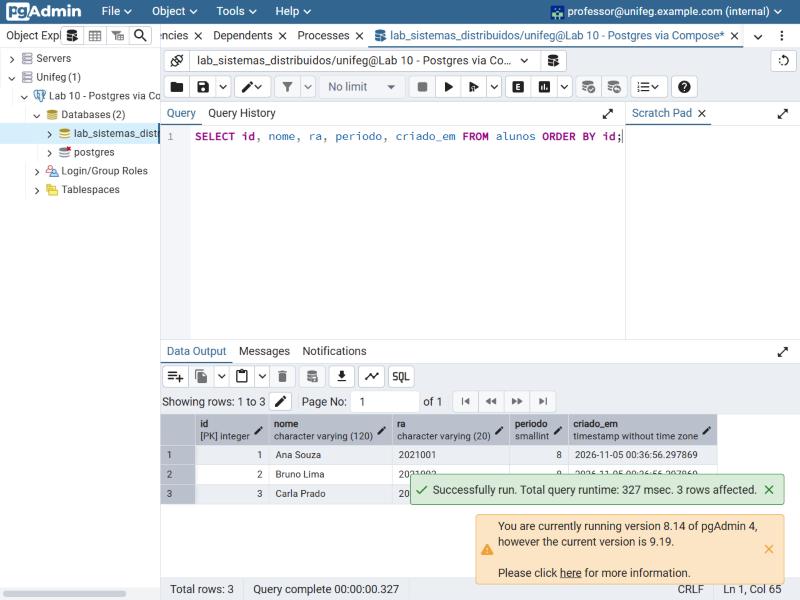 pgAdmin File Object Tools Help professor@unifeg.example.com (internal)
Object Expl
encies Dependents Processes lab_sistemas_distribuidos/unifeg@Lab 10 - Postgres via Compose*
Servers
Unifeg (1)
Lab 10 - Postgres via Co
Databases (2)
lab_sistemas_distr
postgres
Login/Group Roles
Tablespaces
lab_sistemas_distribuidos/unifeg@Lab 10 - Postgres via Co...
No limit
Query Query History
Scratch Pad
1 SELECT id, nome, ra, periodo, criado_em FROM alunos ORDER BY id;
Data Output Messages Notifications
SQL
Showing rows: 1 to 3 Page No: 1 of 1
id nome ra periodo criado_em
[PK] integer character varying (120) character varying (20) smallint timestamp without time zone
1 1 Ana Souza 2021001 8 2026-11-05 00:36:56.297869
2 2 Bruno Lima
3 3 Carla Prado
Successfully run. Total query runtime: 327 msec. 3 rows affected.
You are currently running version 8.14 of pgAdmin 4,
however the current version is 9.19.
Please click here for more information.
Total rows: 3 Query complete 00:00:00.327 CRLF Ln 1, Col 65